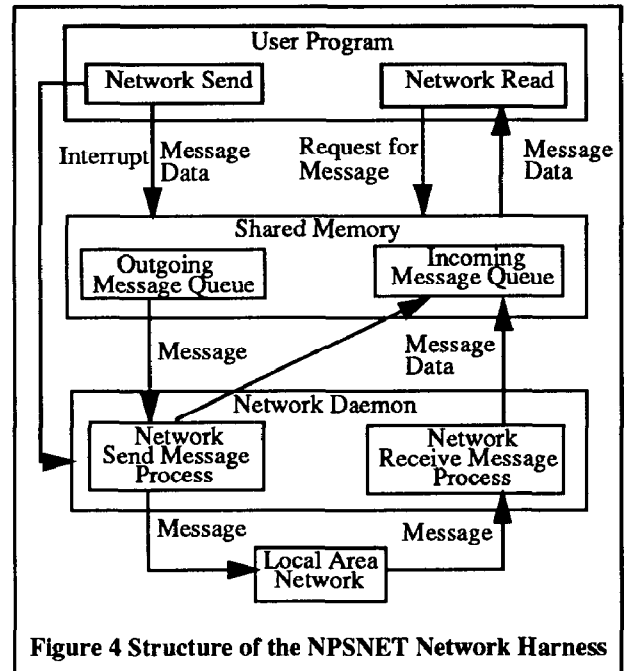 User Program
Network Send
Network Read
Interrupt
Message
Data
Request for
Message
Message
Data
Shared Memory
Outgoing
Message Queue
Incoming
Message Queue
Message
Message
Data
Network Daemon
Network
Send Message
Process
Network
Receive Message
Process
Message
Message
Local Area
Network
Figure 4 Structure of the NPSNET Network Harness